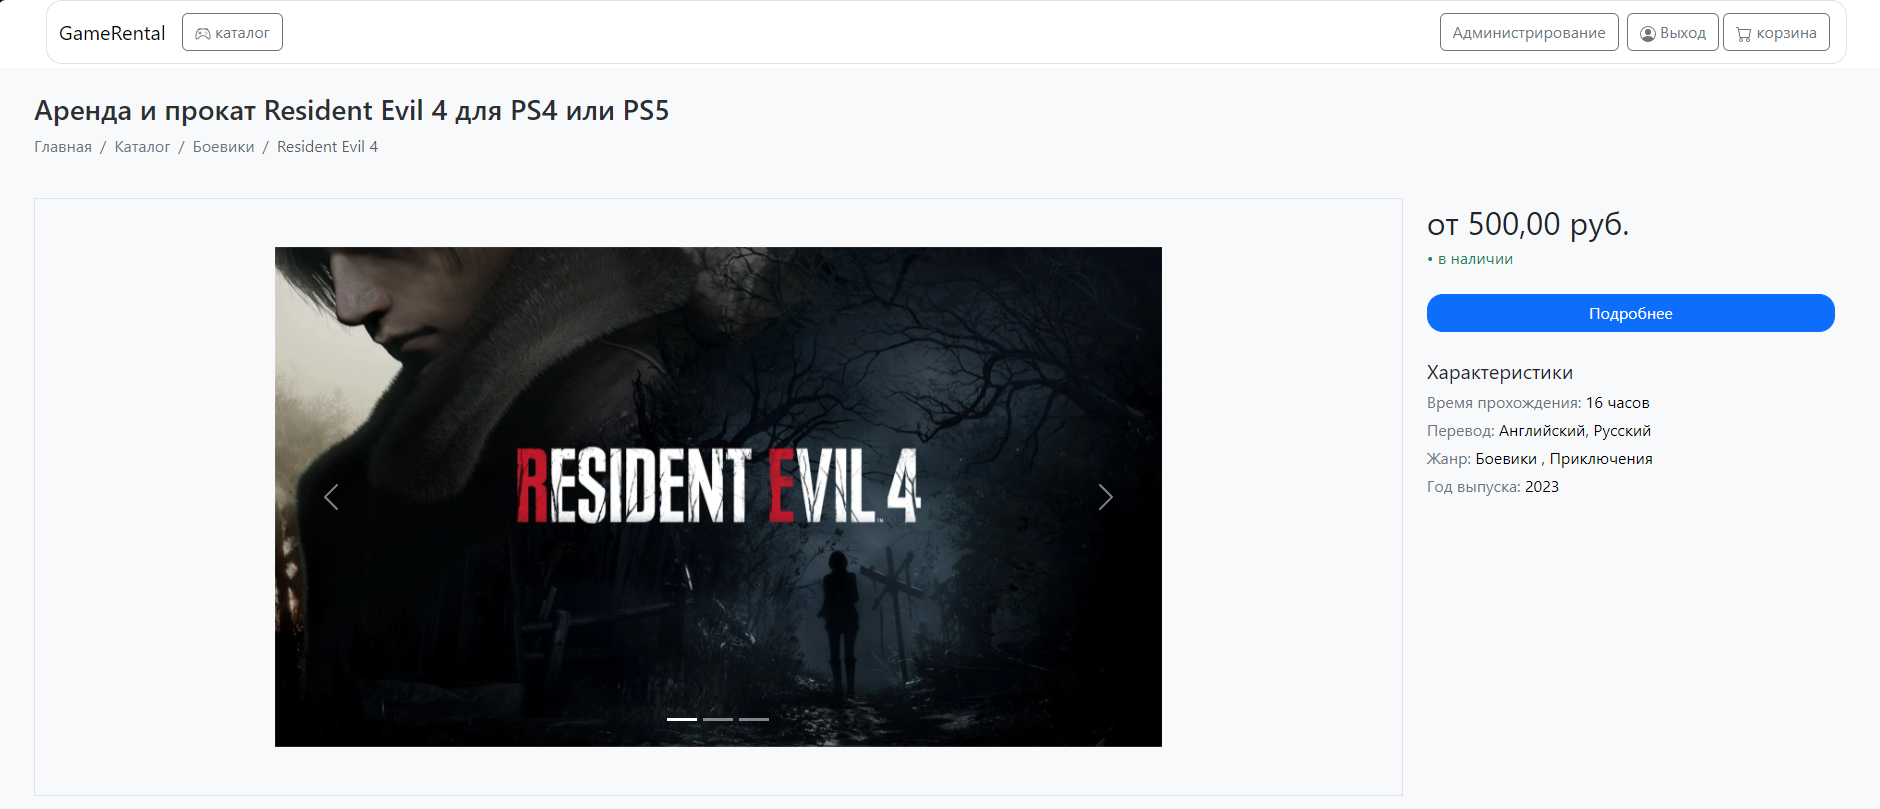 GameRental каталог Администрирование Выход корзина
Аренда и прокат Resident Evil 4 для PS4 или PS5
Главная / Каталог / Боевики / Resident Evil 4
от 500,00 руб.
• в наличии
Подробнее
Характеристики
Время прохождения: 16 часов
Перевод: Английский, Русский
Жанр: Боевики , Приключения
Год выпуска: 2023
RESIDENT EVIL 4